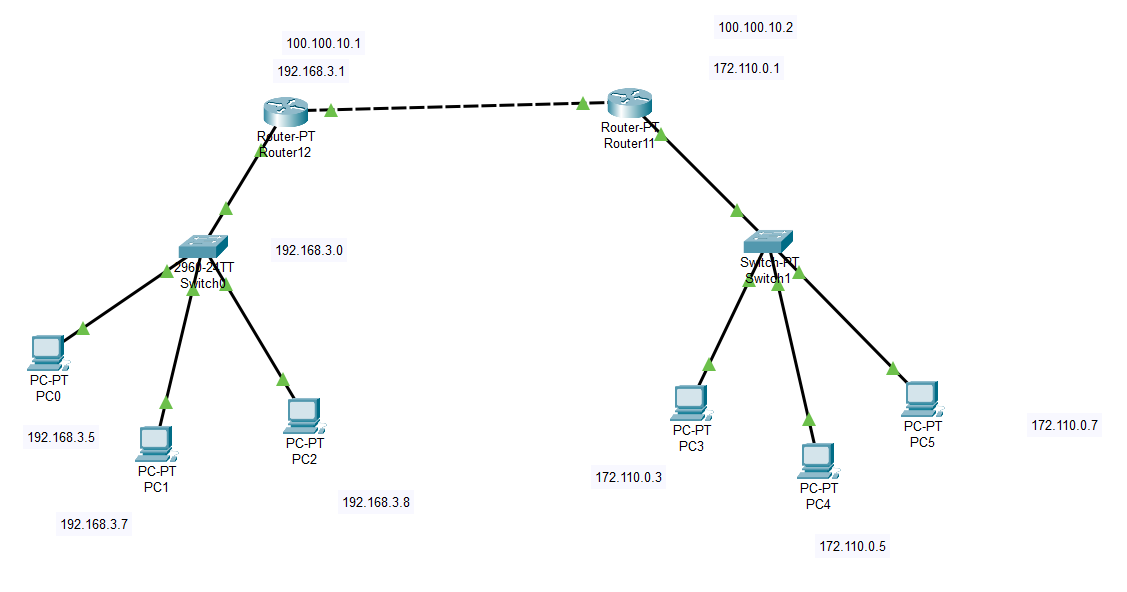 100.100.10.1
192.168.3.1
Router-PT
Router12
100.100.10.2
172.110.0.1
Router-PT
Router11
2960-24TT
Switch0
192.168.3.0
Switch-PT
Switch1
PC-PT
PC0
192.168.3.5
PC-PT
PC1
192.168.3.7
PC-PT
PC2
192.168.3.8
PC-PT
PC3
172.110.0.3
PC-PT
PC4
172.110.0.5
PC-PT
PC5
172.110.0.7